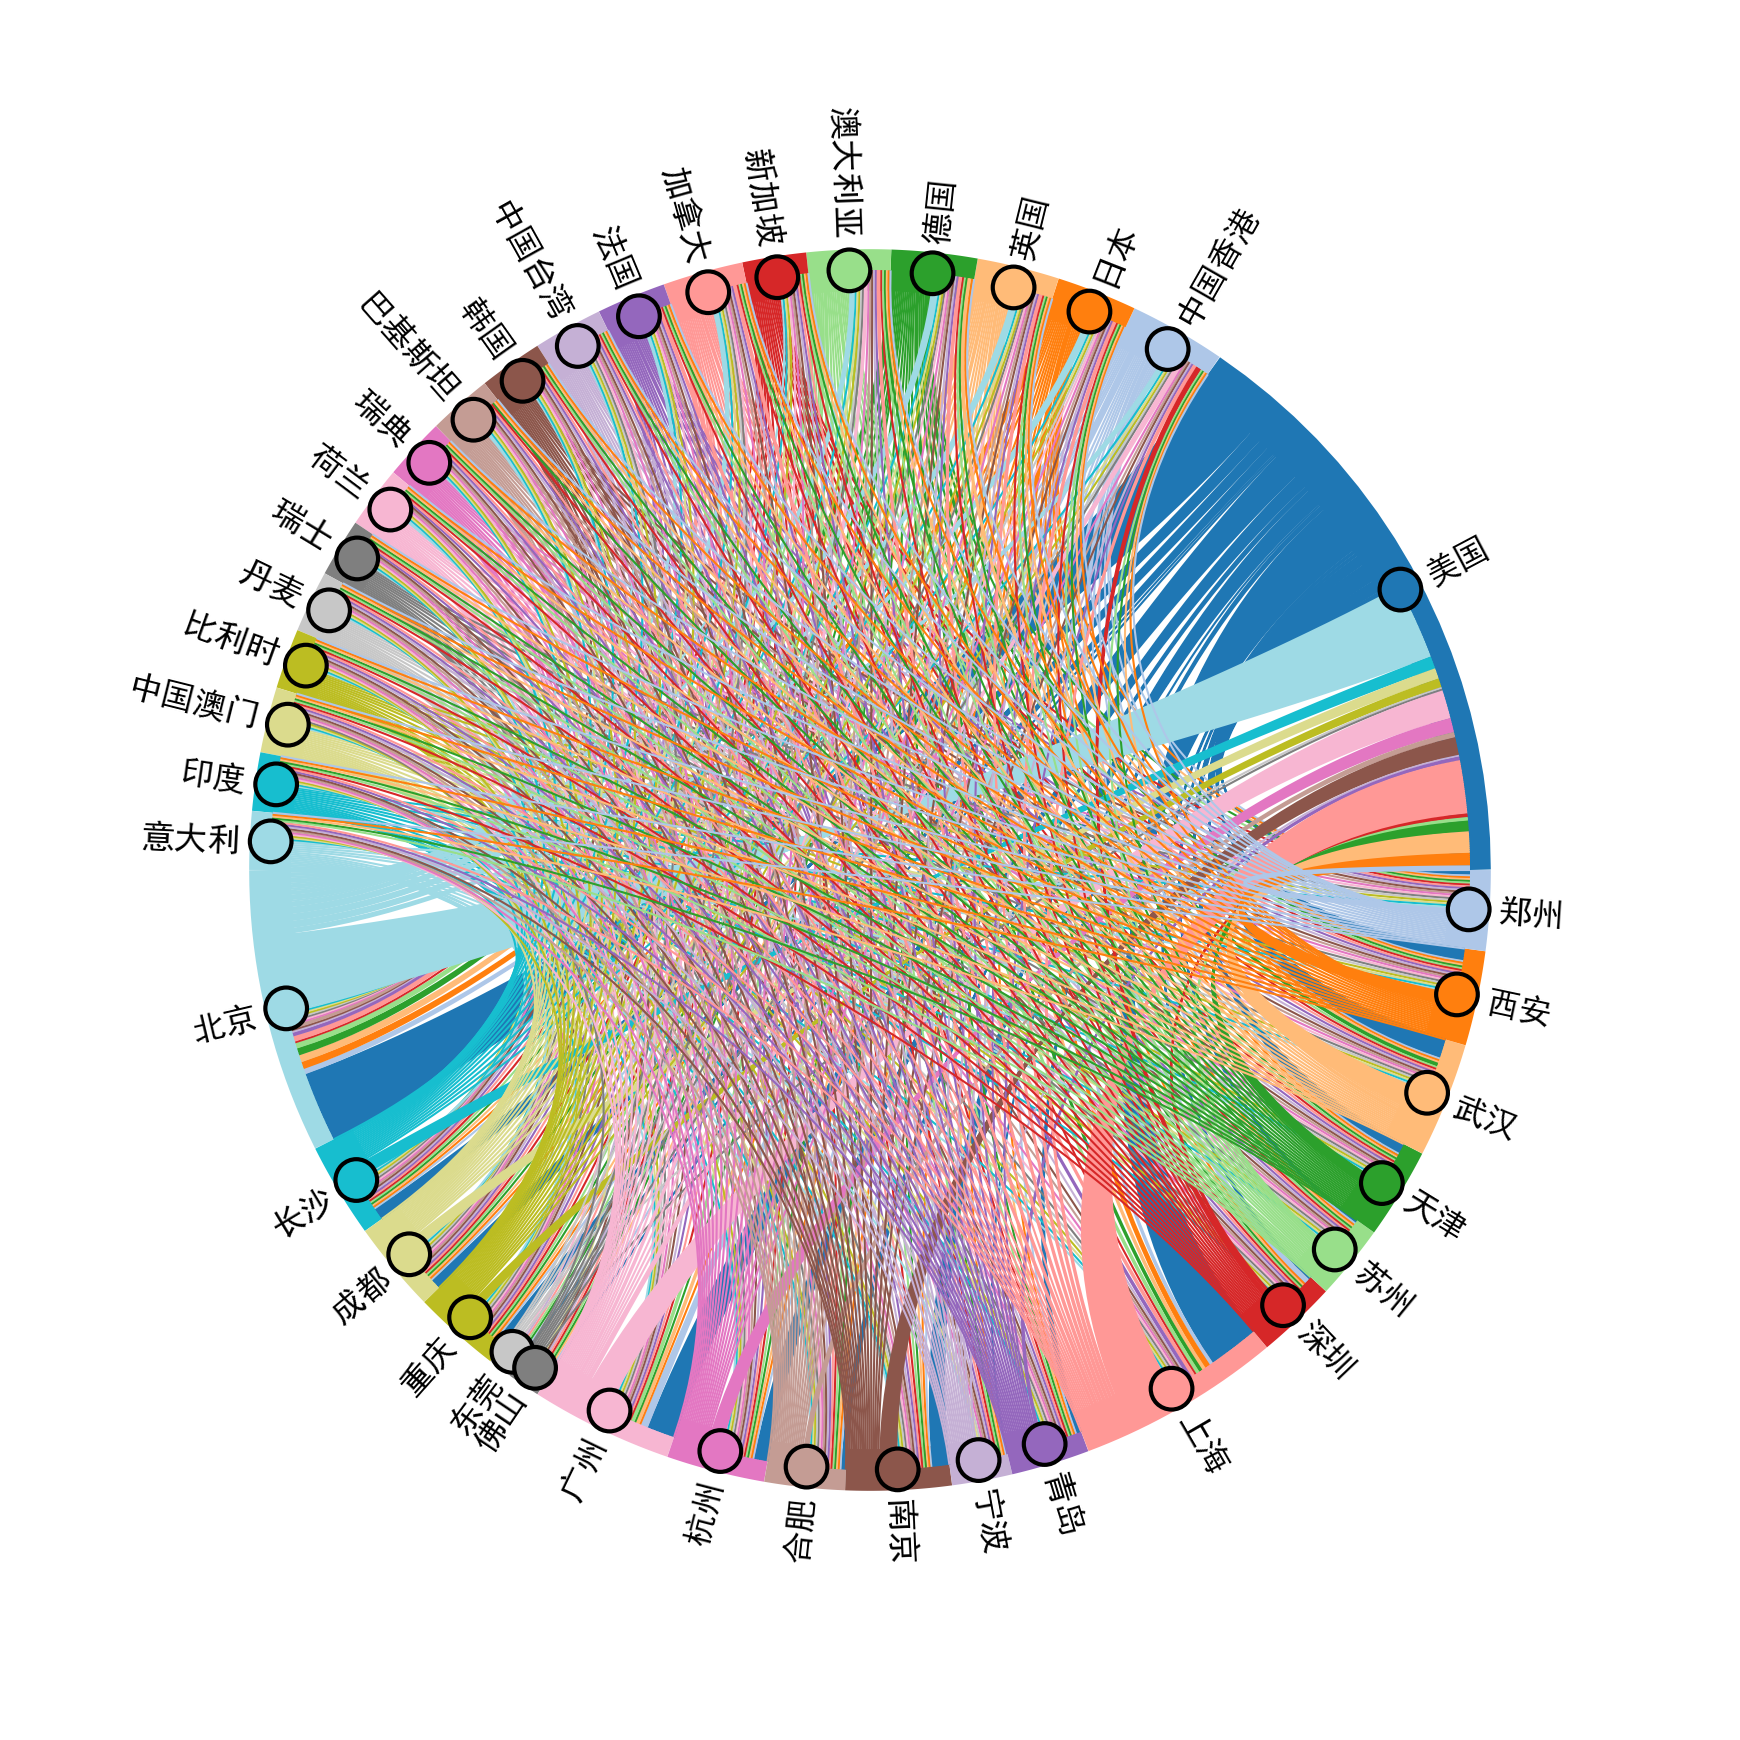 澳大利亚
德国
英国
日本
中国香港
美国
郑州
西安
武汉
天津
苏州
深圳
上海
青岛
宁波
南京
合肥
杭州
广州
佛山
东莞
重庆
成都
长沙
北京
意大利
印度
中国澳门
比利时
丹麦
瑞士
荷兰
瑞典
巴基斯坦
韩国
中国台湾
法国
加拿大
新加坡